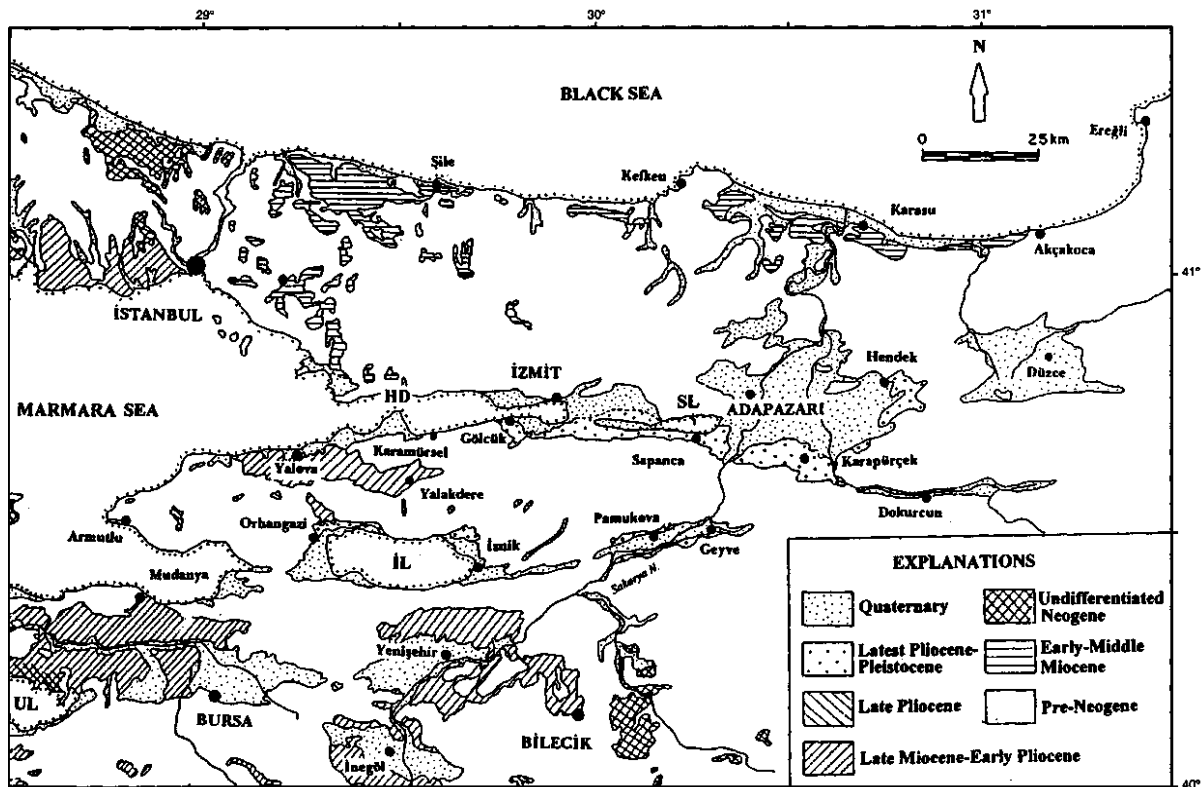 29°
30°
31°
N
BLACK SEA
Ereğli
0 25 km
Şile
Kefken
Karasu
Akçakoca
41°
İSTANBUL
Hendek
Düzce
İZMİT
HD
MARMARA SEA
SL
ADAPAZARI
Gölcük
Karamürsel
Sapanca
Karapürçek
Yalova
Yalakdere
Dokurcun
Orhangazi
Pamukova
Armutlu
İznik
Geyve
İL
Mudanya
Sakarya N.
Yenişehir
UL
BURSA
BİLECİK
İnegöl
EXPLANATIONS
Quaternary
Undifferentiated
Neogene
Latest Pliocene-
Pleistocene
Early-Middle
Miocene
Late Pliocene
Pre-Neogene
Late Miocene-Early Pliocene
40°